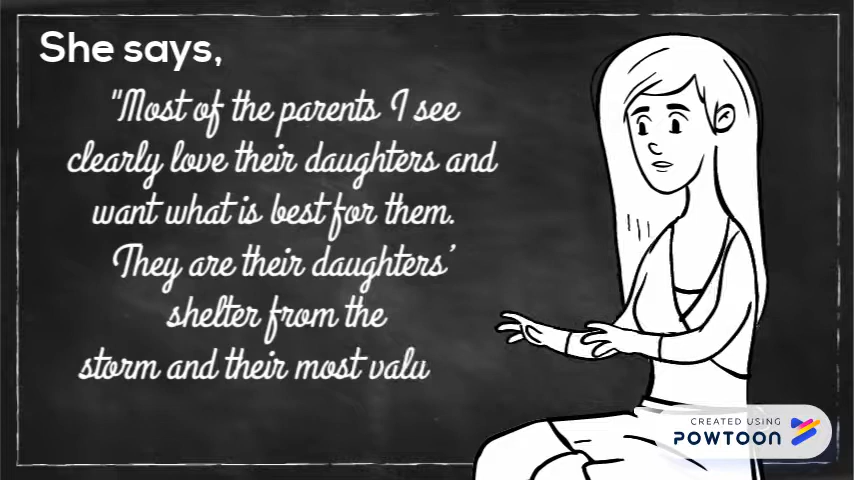 She says,
"Most of the parents I see
clearly love their daughters and
want what is best for them.
They are their daughters'
shelter from the
storm and their most valu
CREATED USING
POWTOON